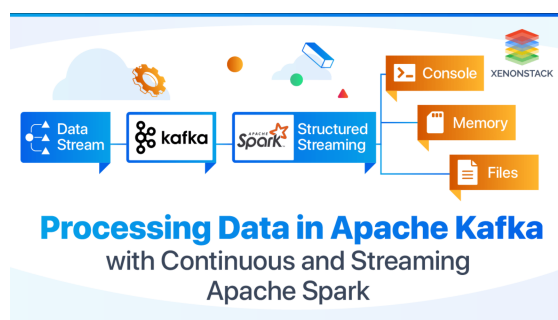 Console
XENONSTACK
Data
Stream
kafka
APACHE
Spark
Structured
Streaming
Memory
Files
Processing Data in Apache Kafka
with Continuous and Streaming
Apache Spark